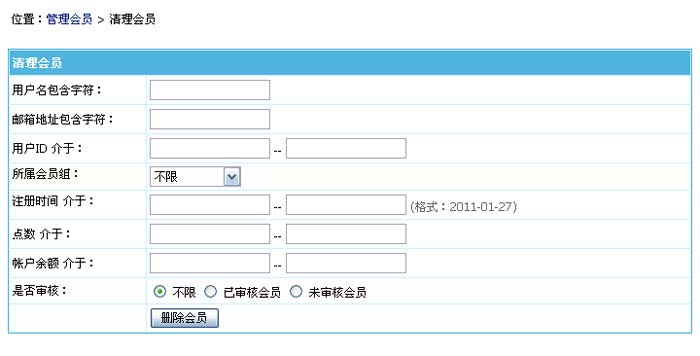 位置：管理会员 > 清理会员
清理会员
用户名包含字符：
邮箱地址包含字符：
用户ID 介于： --
所属会员组： 不限
注册时间 介于： -- (格式：2011-01-27)
点数 介于： --
帐户余额 介于： --
是否审核： 不限 已审核会员 未审核会员
删除会员